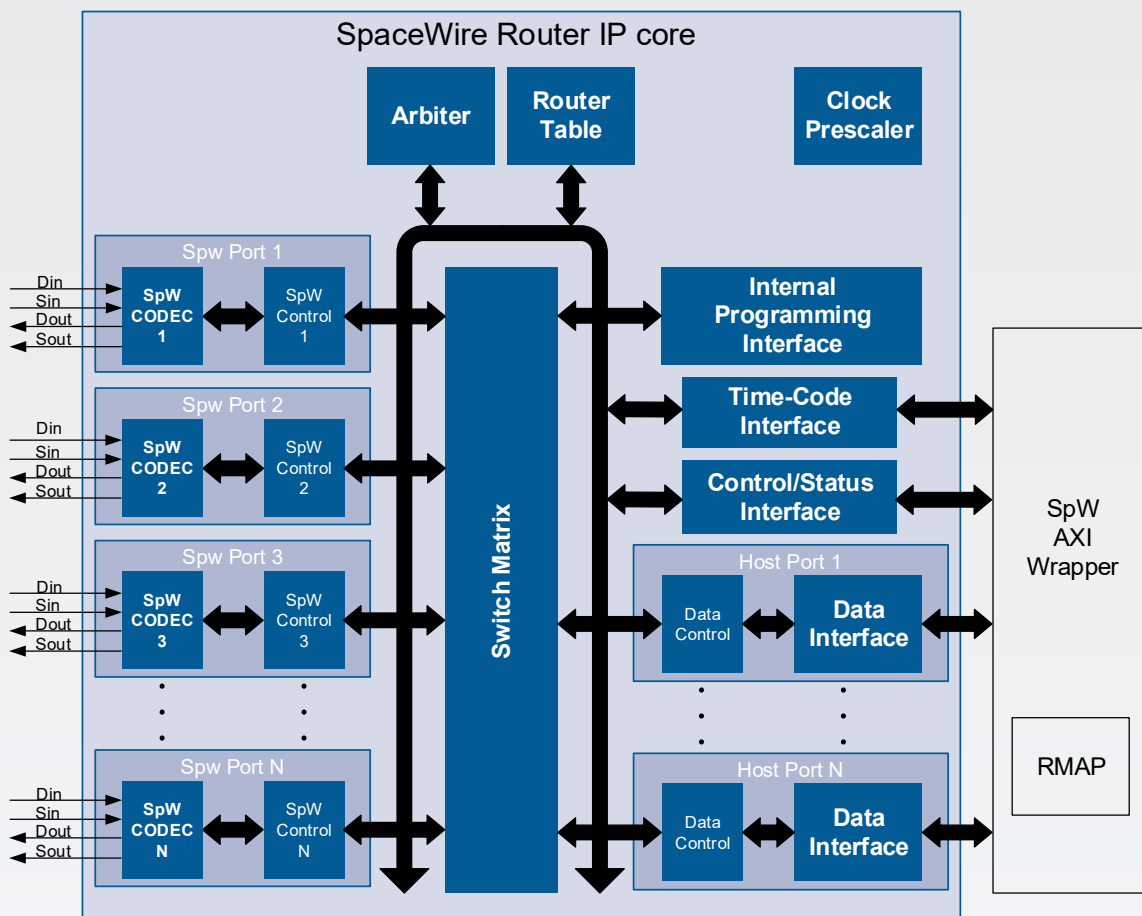 SpaceWire Router IP core
Arbiter
Router
Table
Clock
Prescaler
Spw Port 1
Din
Sin
Dout
Sout
SpW
CODEC
1
SpW
Control
1
Spw Port 2
Din
Sin
Dout
Sout
SpW
CODEC
2
SpW
Control
2
Spw Port 3
Din
Sin
Dout
Sout
SpW
CODEC
3
SpW
Control
3
Spw Port N
Din
Sin
Dout
Sout
SpW
CODEC
N
SpW
Control
N
Switch Matrix
Internal
Programming
Interface
Time-Code
Interface
Control/Status
Interface
Host Port 1
Data
Control
Data
Interface
Host Port N
Data
Control
Data
Interface
SpW
AXI
Wrapper
RMAP